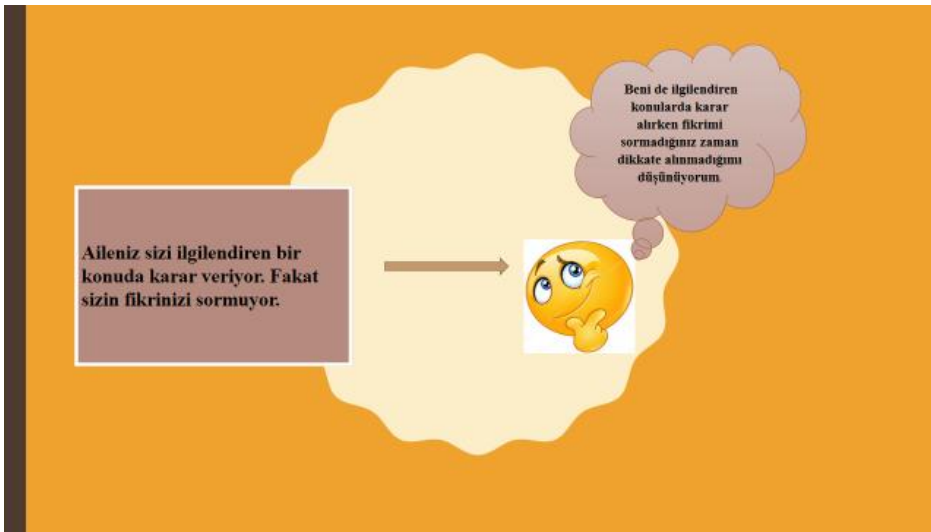 Aileniz sizi ilgilendiren bir
konuda karar veriyor. Fakat
sizin fikrinizi sormuyor.
Beni de ilgilendiren
konularda karar
alırken fikrimi
sormadığınız zaman
dikkate alınmadığımı
düşünüyorum.